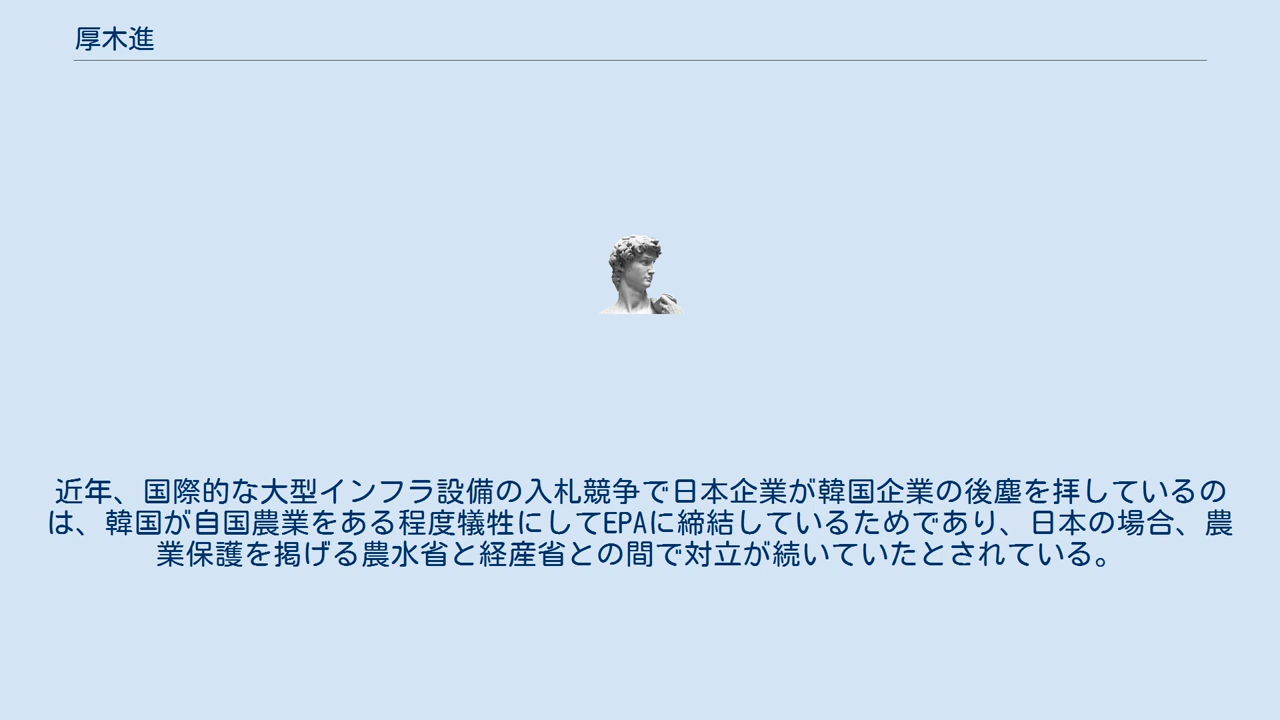 厚木進
近年、国際的な大型インフラ設備の入札競争で日本企業が韓国企業の後塵を拝しているの
は、韓国が自国農業をある程度犠牲にしてEPAに締結しているためであり、日本の場合、農
業保護を掲げる農水省と経産省との間で対立が続いていたとされている。